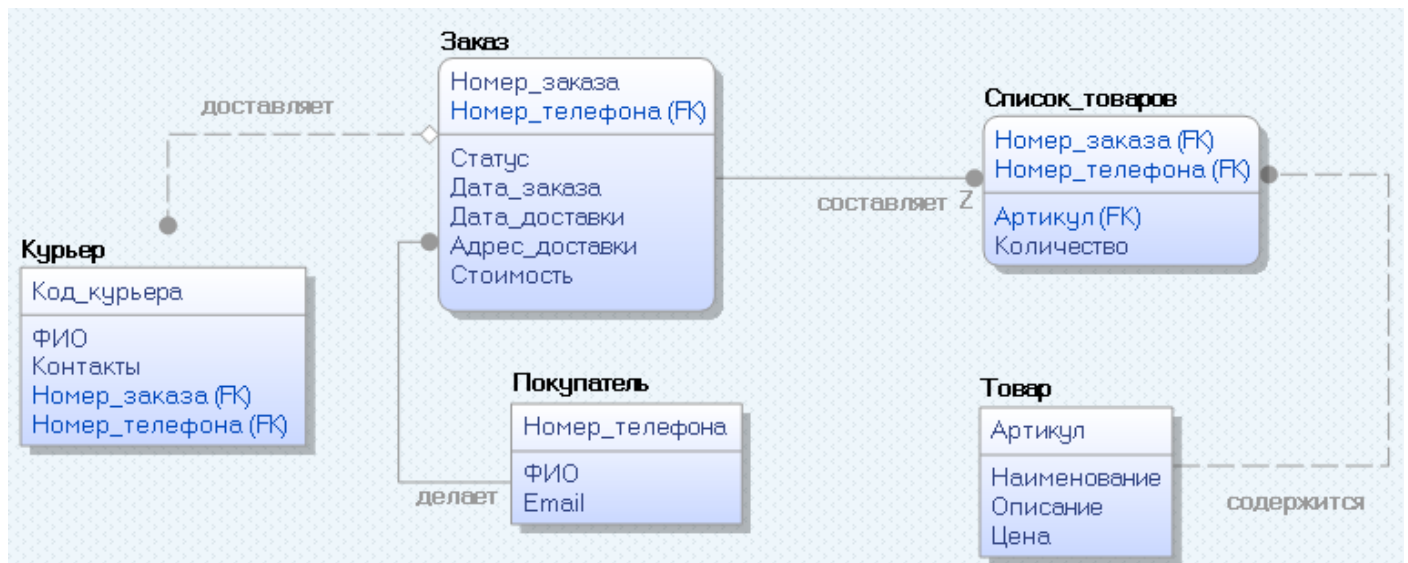 Заказ
Номер_заказа
Номер_телефона (FK)
Статус
Дата_заказа
Дата_доставки
Адрес_доставки
Стоимость
доставляет
Список_товаров
Номер_заказа (FK)
Номер_телефона (FK)
Артикул (FK)
Количество
составляет Z
Курьер
Код_курьера
ФИО
Контакты
Номер_заказа (FK)
Номер_телефона (FK)
Покупатель
Номер_телефона
ФИО
Email
делает
Товар
Артикул
Наименование
Описание
Цена
содержится